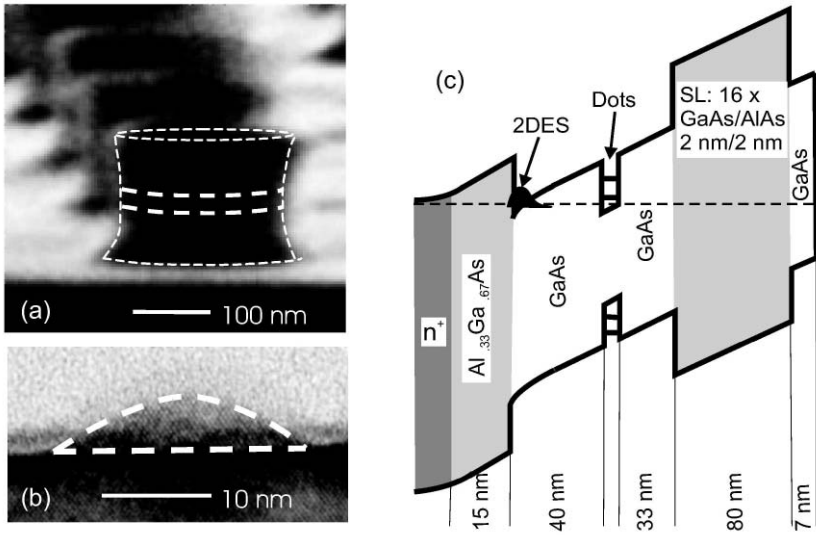 (a)
100 nm
(b)
10 nm
(c)
2DES
Dots
SL: 16 x
GaAs/AlAs
2 nm/2 nm
GaAs
GaAs
GaAs
Al.33Ga.67As
n+
15 nm
40 nm
33 nm
80 nm
7 nm